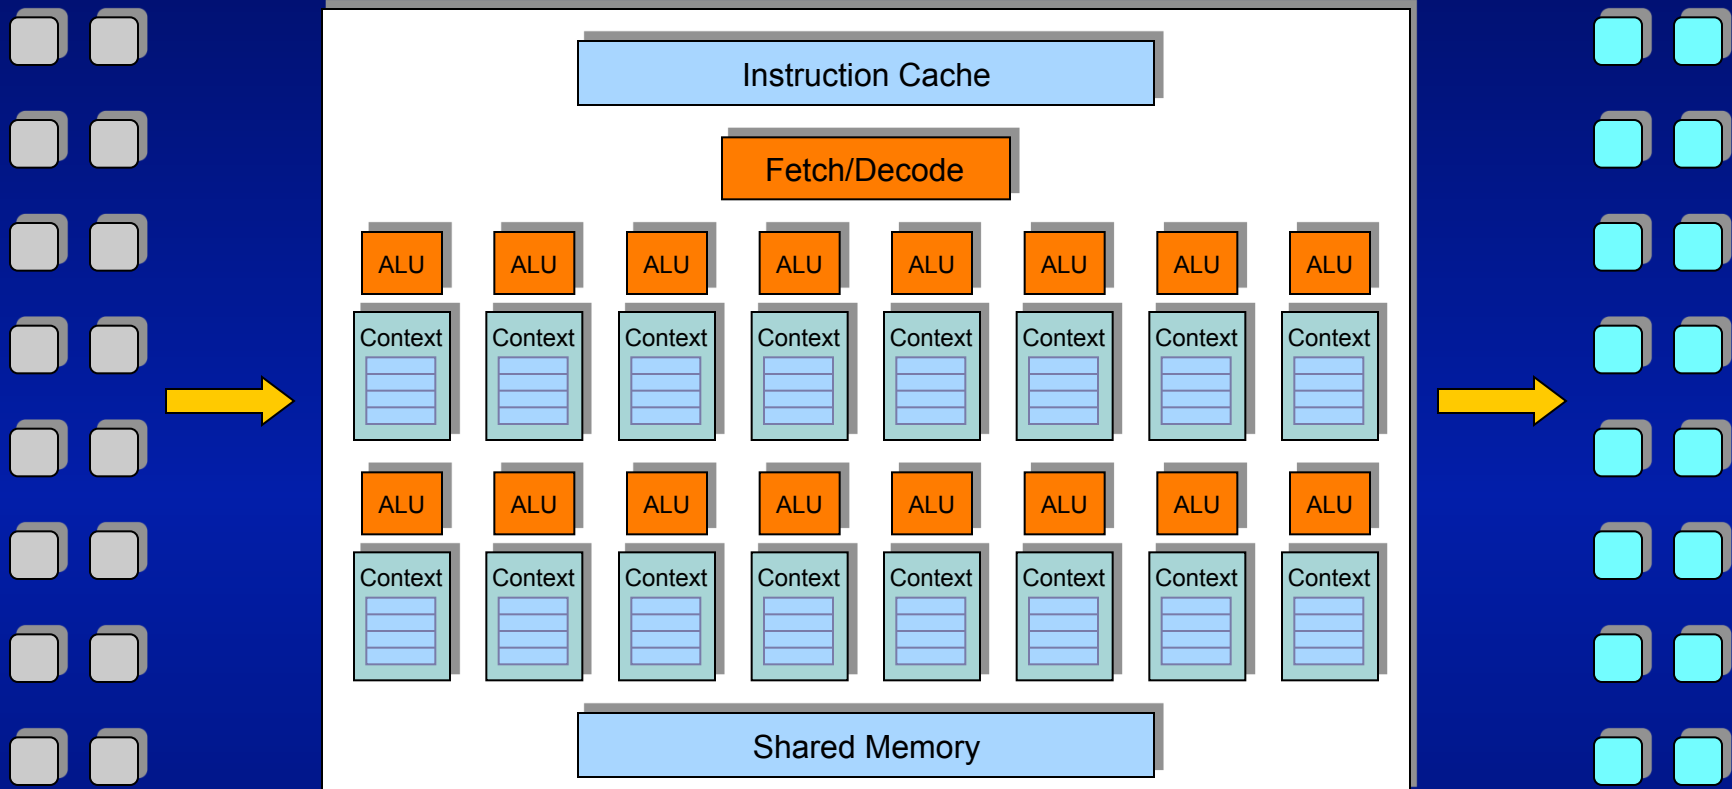 Instruction Cache
Fetch/Decode
ALU ALU ALU ALU ALU ALU ALU ALU
Context Context Context Context Context Context Context Context
ALU ALU ALU ALU ALU ALU ALU ALU
Context Context Context Context Context Context Context Context
Shared Memory